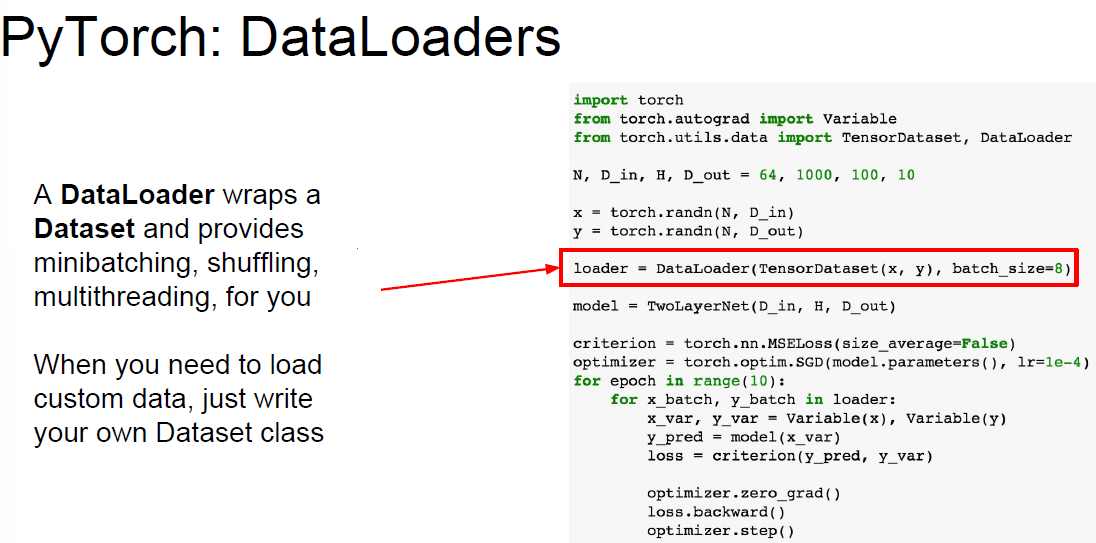 PyTorch: DataLoaders
A DataLoader wraps a
Dataset and provides
minibatching, shuffling,
multithreading, for you
When you need to load
custom data, just write
your own Dataset class
import torch
from torch.autograd import Variable
from torch.utils.data import TensorDataset, DataLoader
N, D_in, H, D_out = 64, 1000, 100, 10
x = torch.randn(N, D_in)
y = torch.randn(N, D_out)
loader = DataLoader(TensorDataset(x, y), batch_size=8)
model = TwoLayerNet(D_in, H, D_out)
criterion = torch.nn.MSELoss(size_average=False)
optimizer = torch.optim.SGD(model.parameters(), lr=1e-4)
for epoch in range(10):
    for x_batch, y_batch in loader:
        x_var, y_var = Variable(x), Variable(y)
        y_pred = model(x_var)
        loss = criterion(y_pred, y_var)
        optimizer.zero_grad()
        loss.backward()
        optimizer.step()